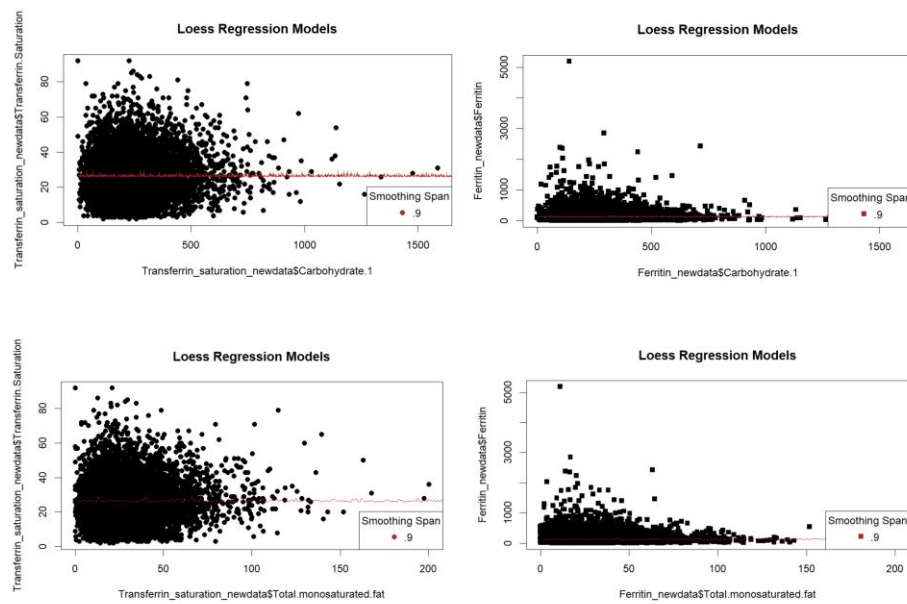 Loess Regression Models
Transferrin_saturation_newdata$Transferrin.Saturation
80
60
40
20
0
0 500 1000 1500
Smoothing Span
.9
Transferrin_saturation_newdata$Carbohydrate.1
Loess Regression Models
Ferritin_newdata$Ferritin
5000
3000
1000
0
0 500 1000 1500
Smoothing Span
.9
Ferritin_newdata$Carbohydrate.1
Loess Regression Models
Transferrin_saturation_newdata$Transferrin.Saturation
80
60
40
20
0
0 50 100 150 200
Smoothing Span
.9
Transferrin_saturation_newdata$Total.monosaturated.fat
Loess Regression Models
Ferritin_newdata$Ferritin
5000
3000
1000
0
0 50 100 150 200
Smoothing Span
.9
Ferritin_newdata$Total.monosaturated.fat